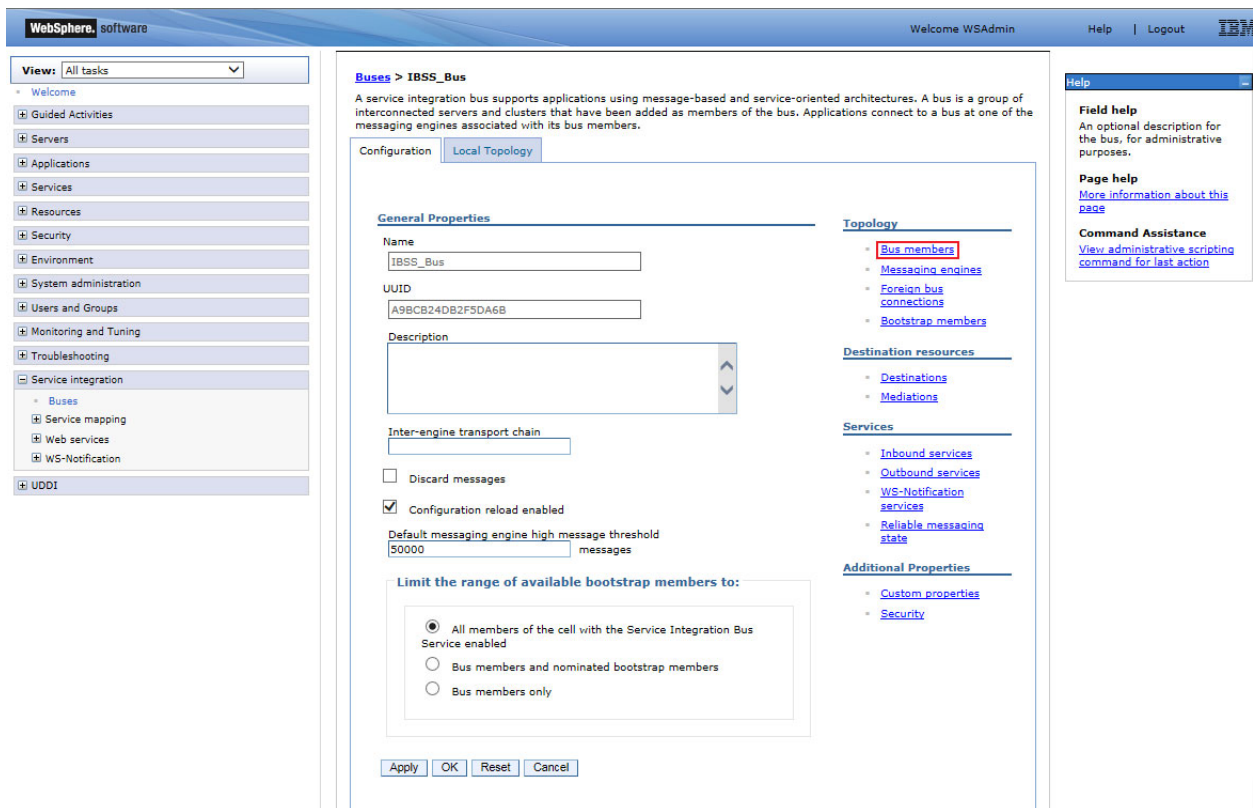 WebSphere. software
Welcome WSAdmin
Help | Logout
IBM
View: All tasks
Welcome
Guided Activities
Servers
Applications
Services
Resources
Security
Environment
System administration
Users and Groups
Monitoring and Tuning
Troubleshooting
Service integration
Buses
Service mapping
Web services
WS-Notification
UDDI
Buses > IBSS_Bus
A service integration bus supports applications using message-based and service-oriented architectures. A bus is a group of
interconnected servers and clusters that have been added as members of the bus. Applications connect to a bus at one of the
messaging engines associated with its bus members.
Configuration
Local Topology
General Properties
Name
IBSS_Bus
UUID
A9BCB24DB2F5DA6B
Description
Inter-engine transport chain
Discard messages
Configuration reload enabled
Default messaging engine high message threshold
50000 messages
Limit the range of available bootstrap members to:
All members of the cell with the Service Integration Bus
Service enabled
Bus members and nominated bootstrap members
Bus members only
Apply OK Reset Cancel
Topology
Bus members
Messaging engines
Foreign bus
connections
Bootstrap members
Destination resources
Destinations
Mediations
Services
Inbound services
Outbound services
WS-Notification
services
Reliable messaging
state
Additional Properties
Custom properties
Security
Help
Field help
An optional description for
the bus, for administrative
purposes.
Page help
More information about this
page
Command Assistance
View administrative scripting
command for last action